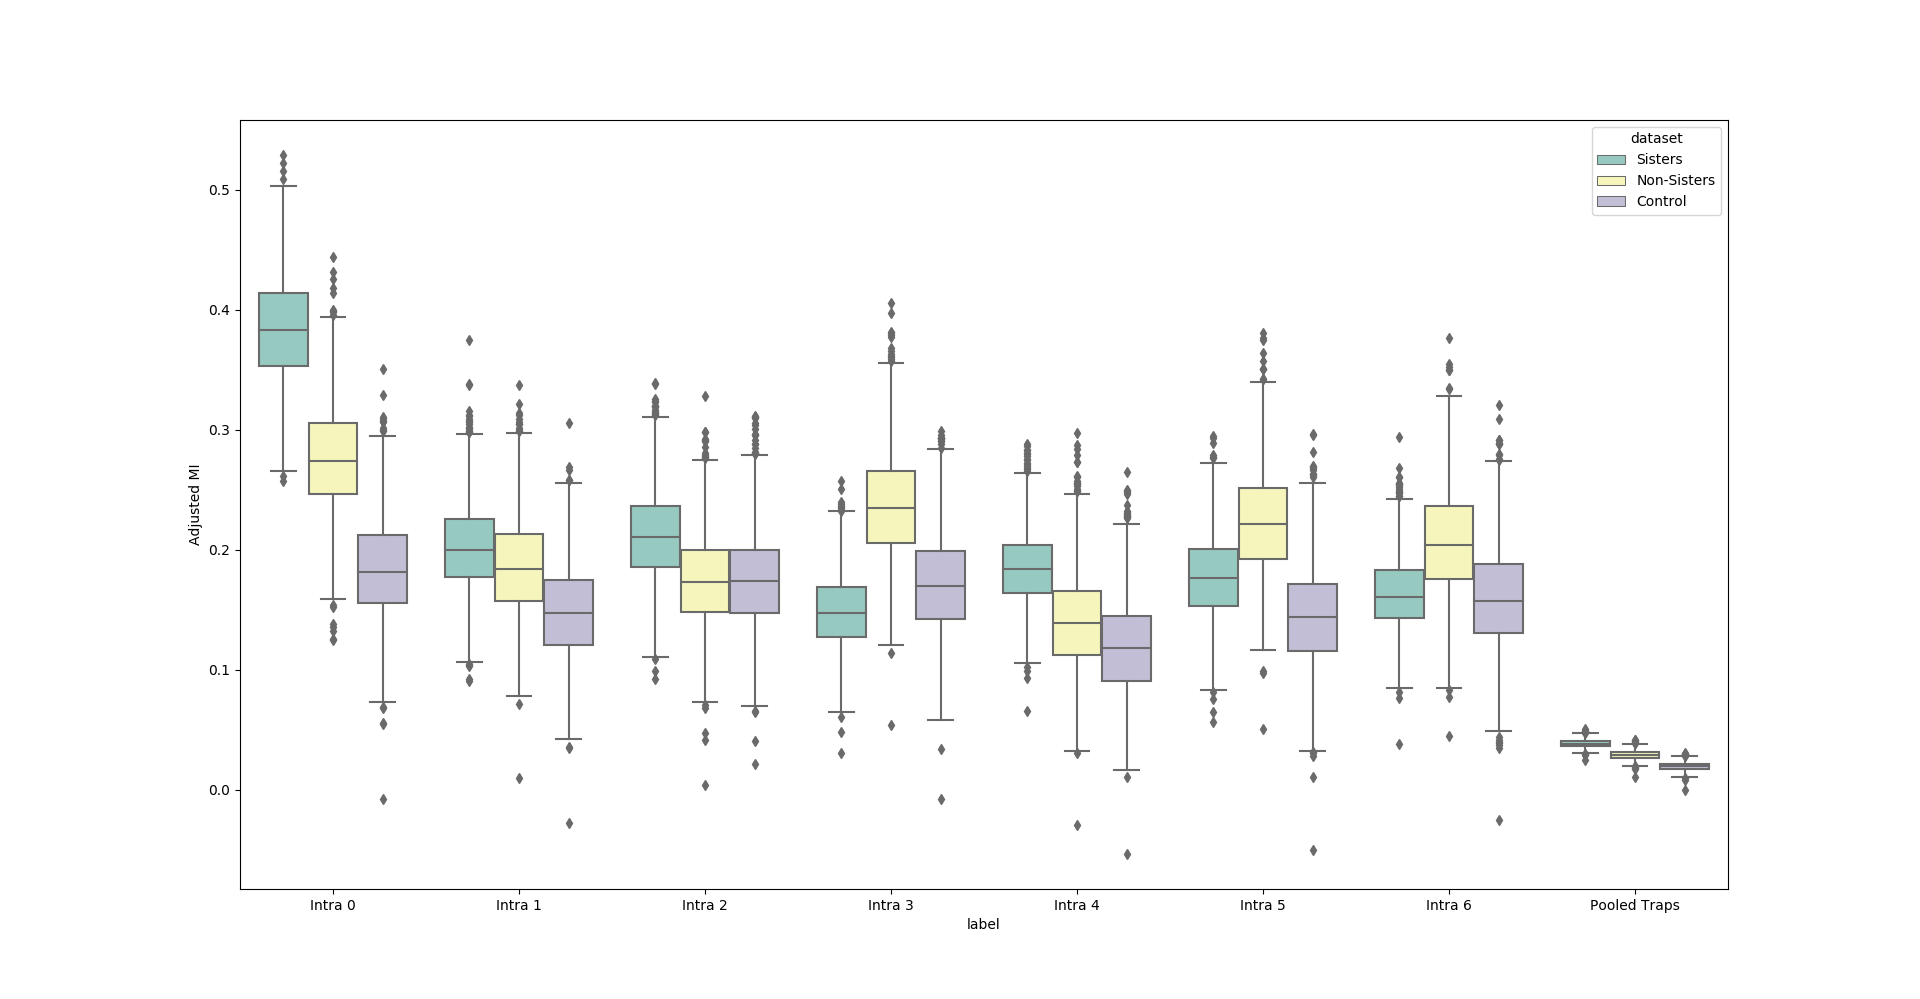 dataset
Sisters
Non-Sisters
Control
Adjusted MI
0.5
0.4
0.3
0.2
0.1
0.0
Intra 0 Intra 1 Intra 2 Intra 3 Intra 4 Intra 5 Intra 6 Pooled Traps
label